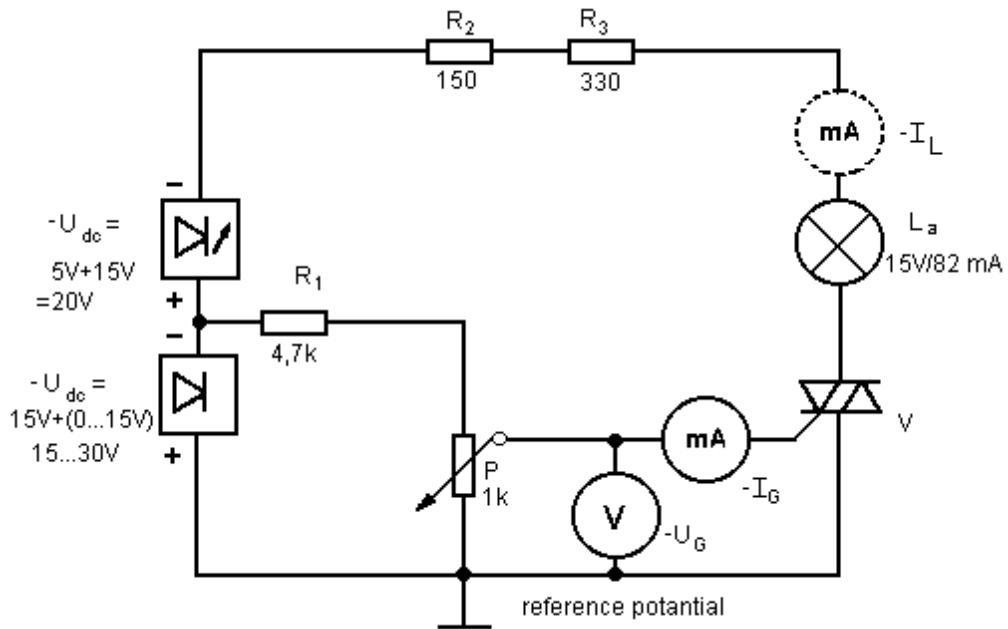 R2
R3
150
330
mA
-IL
−
-Udc=
5V+15V
=20V
La
15V/82 mA
+
R1
−
4,7k
-Udc=
15V+(0...15V)
15...30V
+
P
1k
mA
V
-IG
V
-UG
reference potantial